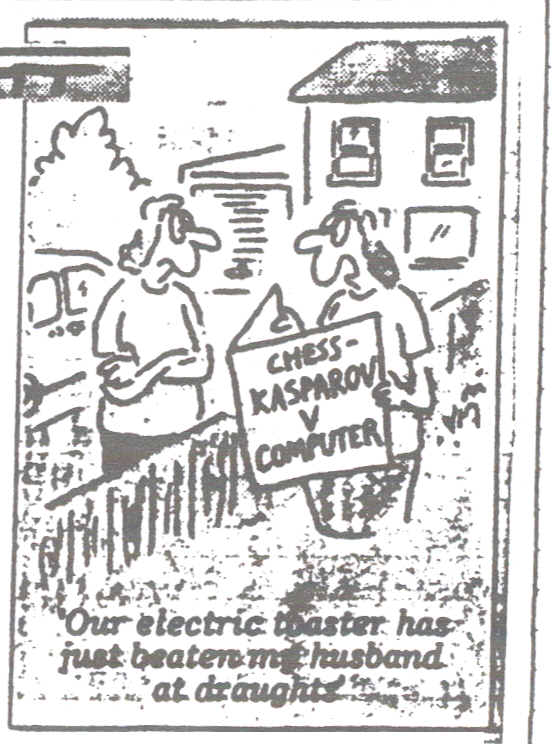 CHESS-
KASPAROV
V
COMPUTER
Our electric toaster has
just beaten my husband
at draughts